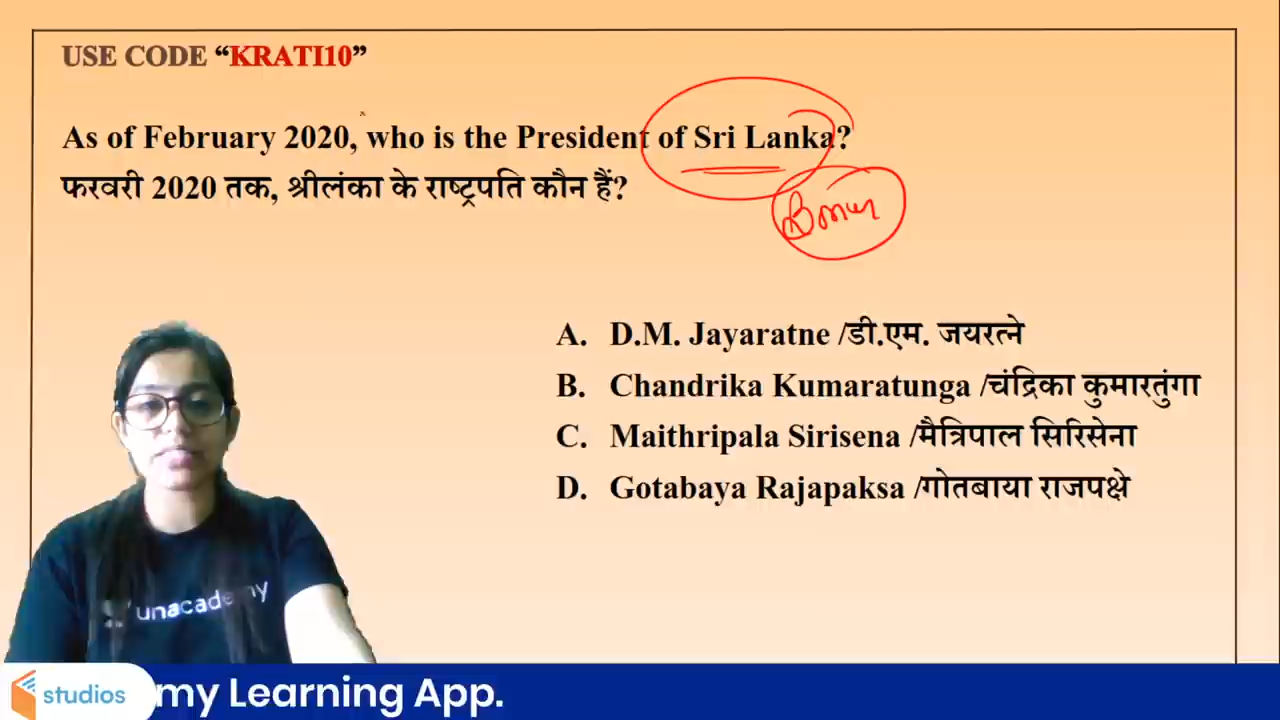 USE CODE “KRATI10”
As of February 2020, who is the President of Sri Lanka?
फरवरी 2020 तक, श्रीलंका के राष्ट्रपति कौन हैं?
A. D.M. Jayaratne /डी.एम. जयरत्ने
B. Chandrika Kumaratunga /चंद्रिका कुमारतुंगा
C. Maithripala Sirisena /मैत्रिपाल सिरिसेना
D. Gotabaya Rajapaksa /गोतबाया राजपक्षे
unacademy
studios
my Learning App.